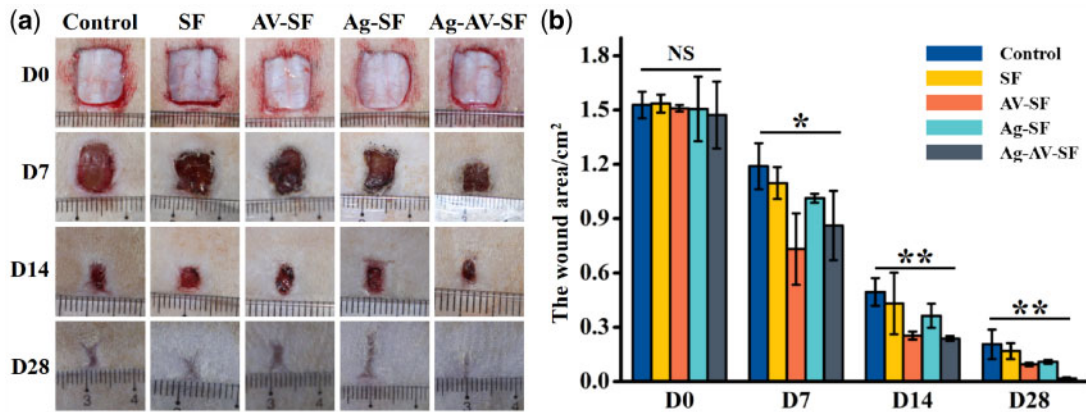 (a) Control SF AV-SF Ag-SF Ag-AV-SF
D0
D7
D14
D28
3 4
(b)
The wound area/cm²
1.8
1.5
1.2
0.9
0.6
0.3
0.0
NS
*
**
**
Control
SF
AV-SF
Ag-SF
Ag-AV-SF
D0 D7 D14 D28